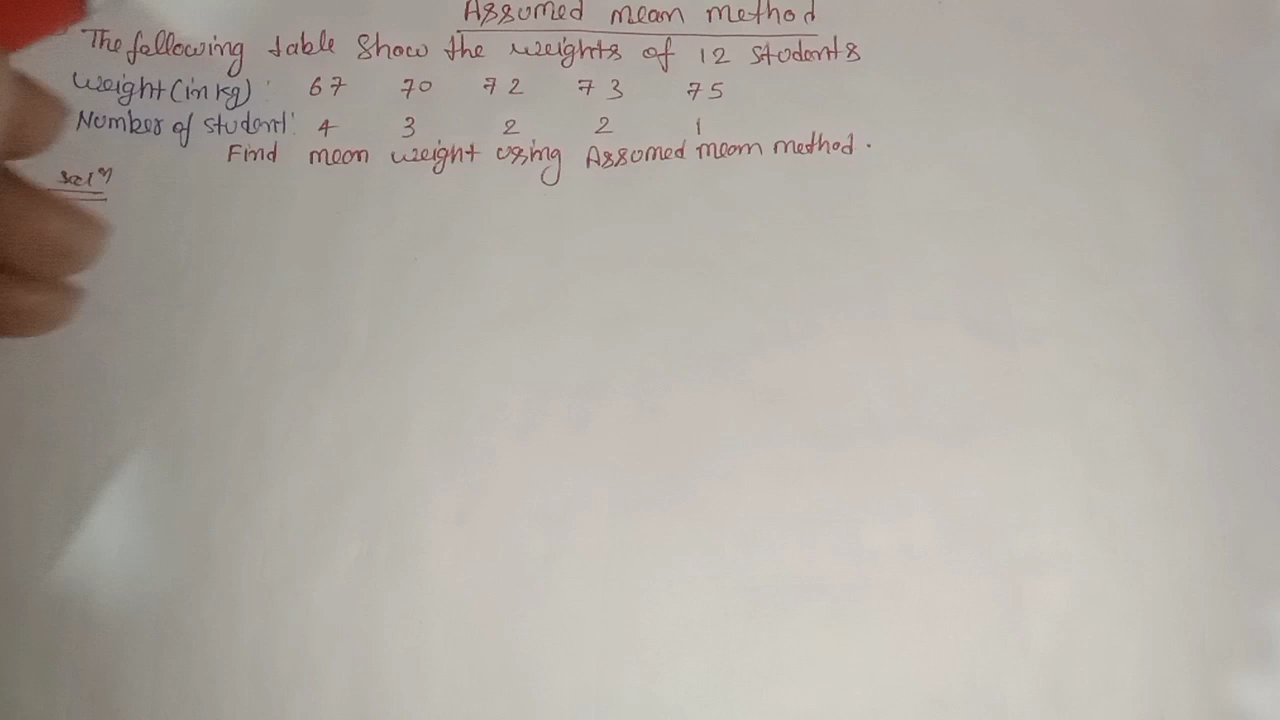 Assumed mean method
The following table show the weights of 12 students
Weight (in kg) : 67 70 72 73 75
Number of student : 4 3 2 2 1
Find mean weight using Assumed mean method.
Solⁿ